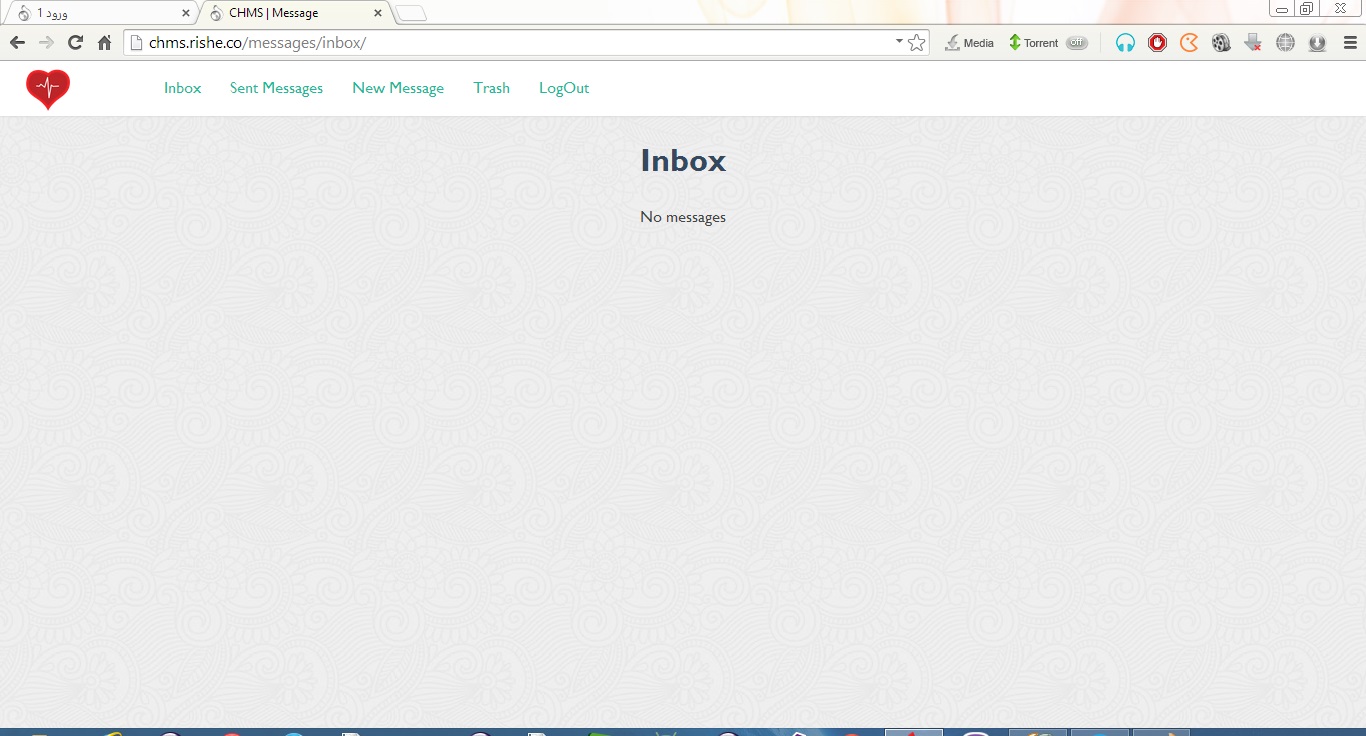 ورود 1
CHMS | Message
chms.rishe.co/messages/inbox/
Media
Torrent
Off
Inbox
Sent Messages
New Message
Trash
LogOut
Inbox
No messages